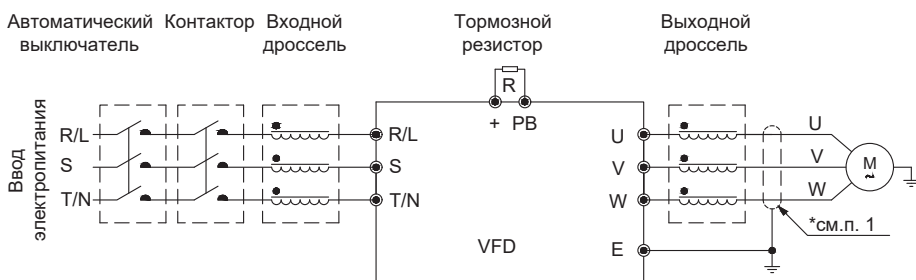 Автоматический
выключатель
Контактор
Входной
дроссель
Тормозной
резистор
Выходной
дроссель
Ввод
электропитания
R/L
S
T/N
R/L
S
T/N
R
+ PB
VFD
U
V
W
E
U
V
W
M
~
*см.п. 1